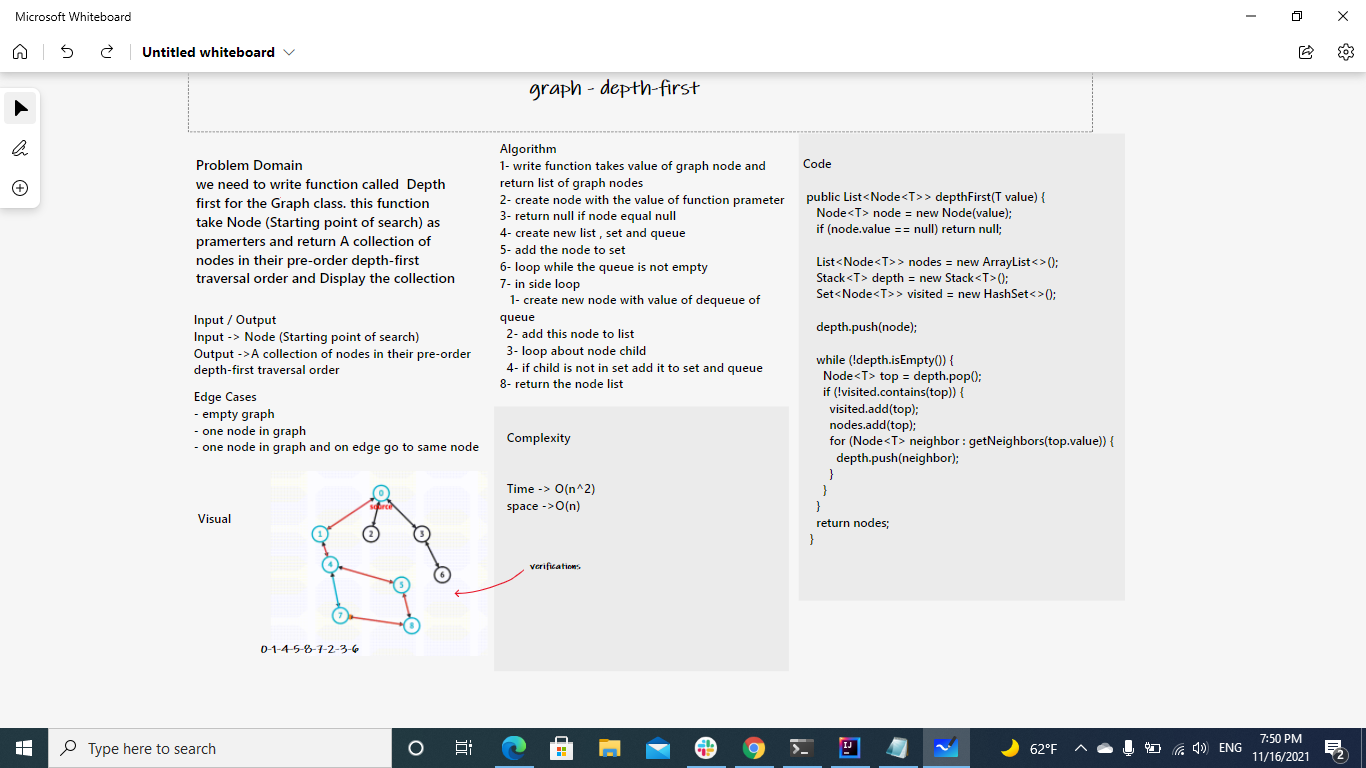 Microsoft Whiteboard
Untitled whiteboard
graph - depth-first
Problem Domain
we need to write function called  Depth
first for the Graph class. this function
take Node (Starting point of search) as
pramerters and return A collection of
nodes in their pre-order depth-first
traversal order and Display the collection
Input / Output
Input -> Node (Starting point of search)
Output ->A collection of nodes in their pre-order
depth-first traversal order
Edge Cases
- empty graph
- one node in graph
- one node in graph and on edge go to same node
Visual
0
source
1
2
3
4
5
6
7
8
0-1-4-5-8-7-2-3-6
Algorithm
1- write function takes value of graph node and
return list of graph nodes
2- create node with the value of function prameter
3- return null if node equal null
4- create new list , set and queue
5- add the node to set
6- loop while the queue is not empty
7- in side loop
1- create new node with value of dequeue of
queue
2- add this node to list
3- loop about node child
4- if child is not in set add it to set and queue
8- return the node list
Complexity
Time -> O(n^2)
space ->O(n)
verifications
Code
public List<Node<T>> depthFirst(T value) {
Node<T> node = new Node(value);
if (node.value == null) return null;
List<Node<T>> nodes = new ArrayList<>();
Stack<T> depth = new Stack<T>();
Set<Node<T>> visited = new HashSet<>();
depth.push(node);
while (!depth.isEmpty()) {
Node<T> top = depth.pop();
if (!visited.contains(top)) {
visited.add(top);
nodes.add(top);
for (Node<T> neighbor : getNeighbors(top.value)) {
depth.push(neighbor);
}
}
}
return nodes;
}
Type here to search
62°F
ENG
7:50 PM
11/16/2021
2